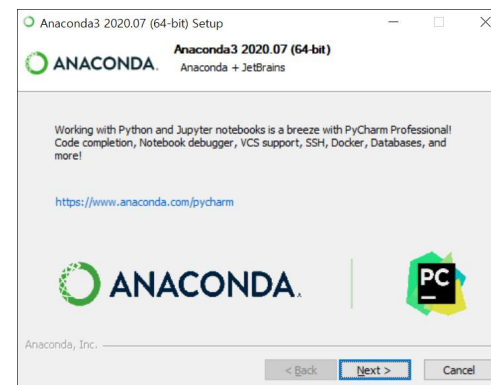 Anaconda3 2020.07 (64-bit) Setup
ANACONDA.
Anaconda3 2020.07 (64-bit)
Anaconda + JetBrains
Working with Python and Jupyter notebooks is a breeze with PyCharm Professional!
Code completion, Notebook debugger, VCS support, SSH, Docker, Databases, and
more!
https://www.anaconda.com/pycharm
ANACONDA.
PC
Anaconda, Inc.
< Back
Next >
Cancel